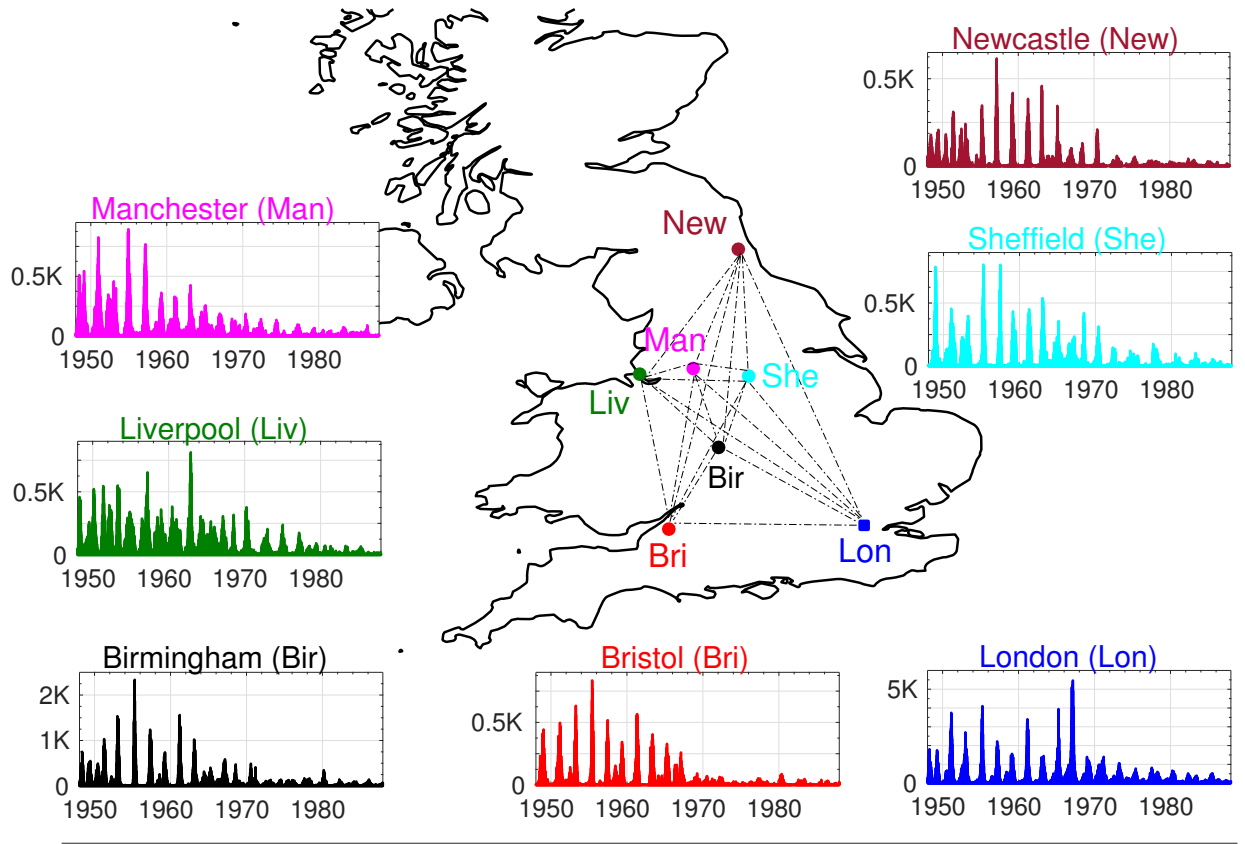 Newcastle (New)
0.5K
0
1950 1960 1970 1980
Manchester (Man)
0.5K
0
1950 1960 1970 1980
Sheffield (She)
0.5K
0
1950 1960 1970 1980
New
Man
She
Liv
Bir
Bri
Lon
Liverpool (Liv)
0.5K
0
1950 1960 1970 1980
Birmingham (Bir)
2K
1K
0
1950 1960 1970 1980
Bristol (Bri)
0.5K
0
1950 1960 1970 1980
London (Lon)
5K
0
1950 1960 1970 1980